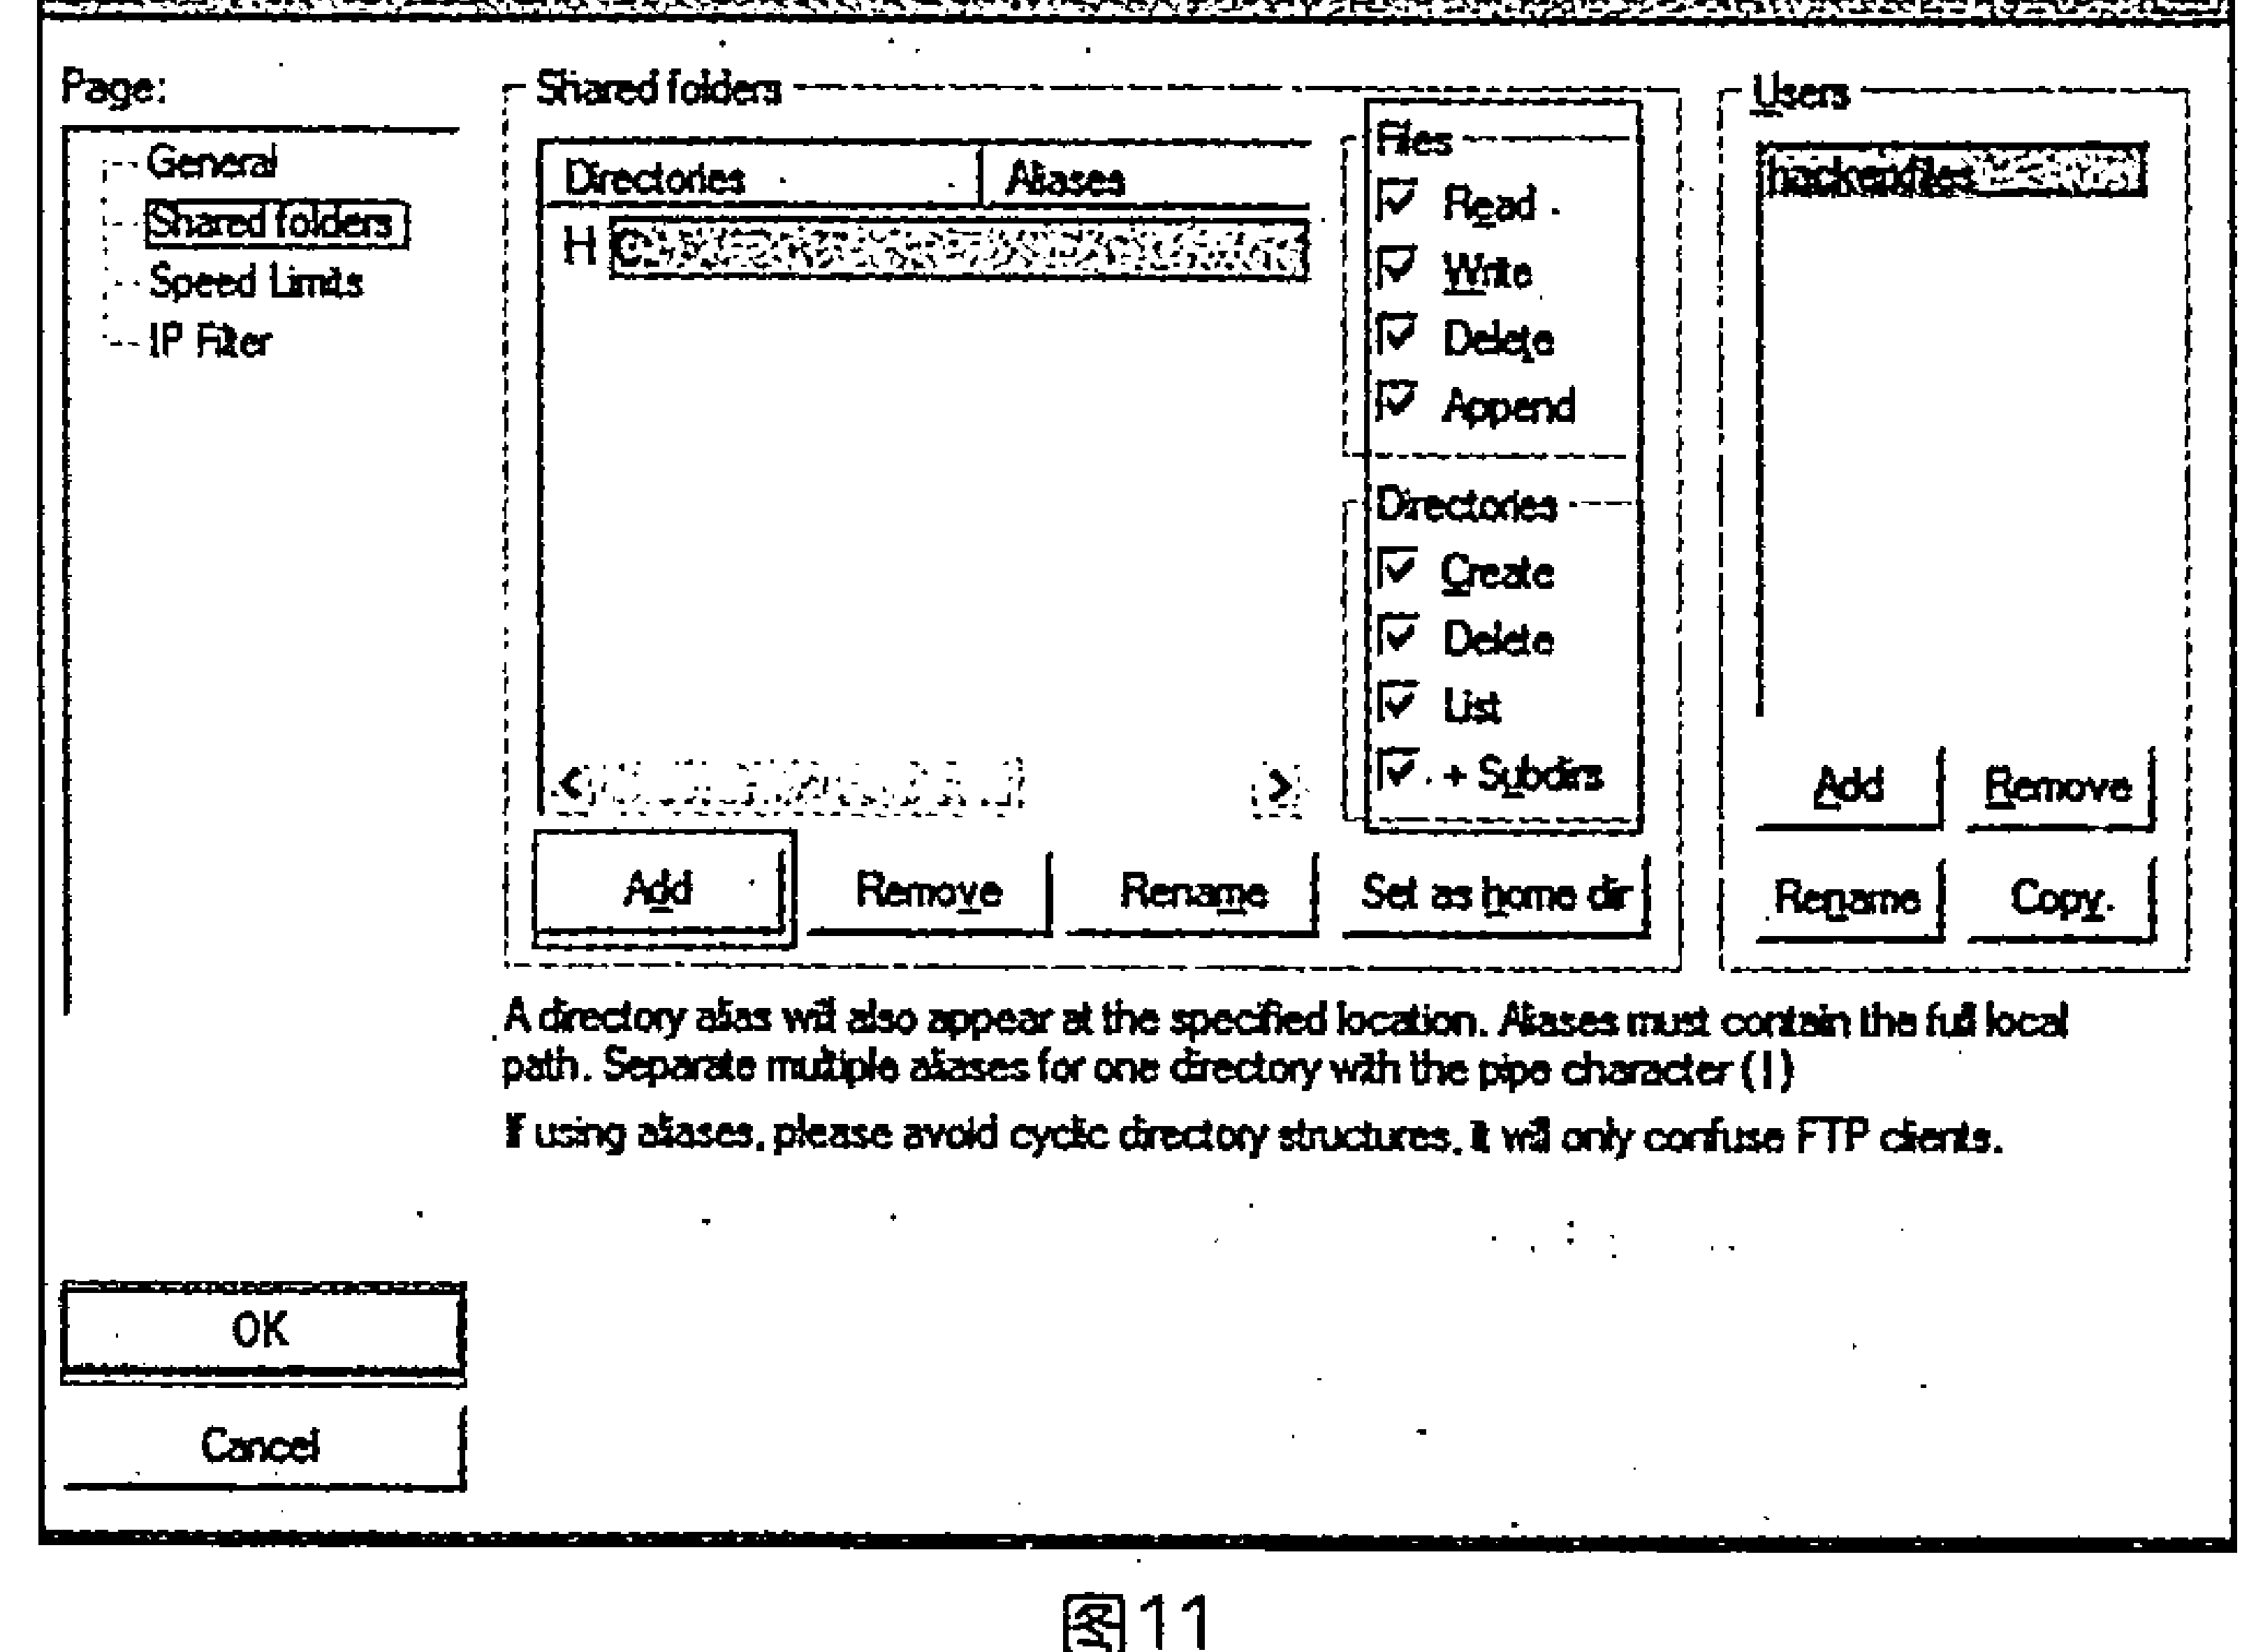 Page:
General
Shared folders
Speed Limits
IP Filter
Shared folders
Directories
Aliases
H C:
Files
Read
Write
Delete
Append
Directories
Create
Delete
List
+ Subdirs
Add
Remove
Rename
Set as home dir
Users
Add
Remove
Rename
Copy
A directory alias will also appear at the specified location. Aliases must contain the full local
path. Separate multiple aliases for one directory with the pipe character (|)
If using aliases, please avoid cyclic directory structures, it will only confuse FTP clients.
OK
Cancel
图11